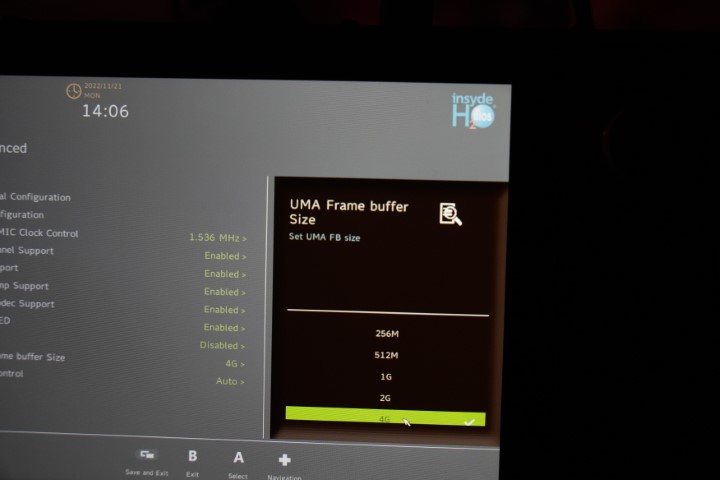 2022/11/21
MON
14:06
insyde
H2O BIOS
nced
al Configuration
figuration
MIC Clock Control
1.536 MHz >
nel Support
Enabled >
port
Enabled >
mp Support
Enabled >
dec Support
Enabled >
ED
Enabled >
Disabled >
me buffer Size
4G >
ontrol
Auto >
UMA Frame buffer
Size
Set UMA FB size
256M
512M
1G
2G
4G
B
A
Save and Exit
Exit
Select
Navigation